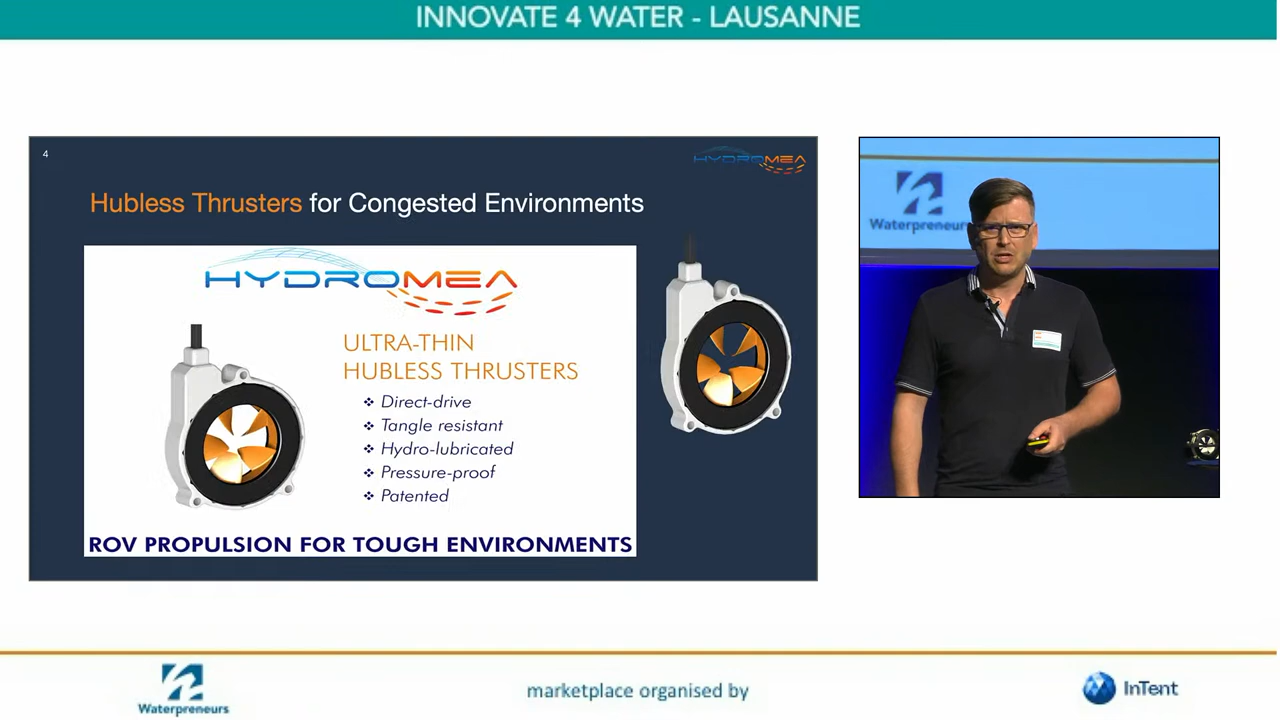 INNOVATE 4 WATER - LAUSANNE
4
HYDROMEA
Hubless Thrusters for Congested Environments
HYDROMEA
ULTRA-THIN
HUBLESS THRUSTERS
❖ Direct-drive
❖ Tangle resistant
❖ Hydro-lubricated
❖ Pressure-proof
❖ Patented
ROV PROPULSION FOR TOUGH ENVIRONMENTS
Waterpreneurs
Waterpreneurs
marketplace organised by
InTent